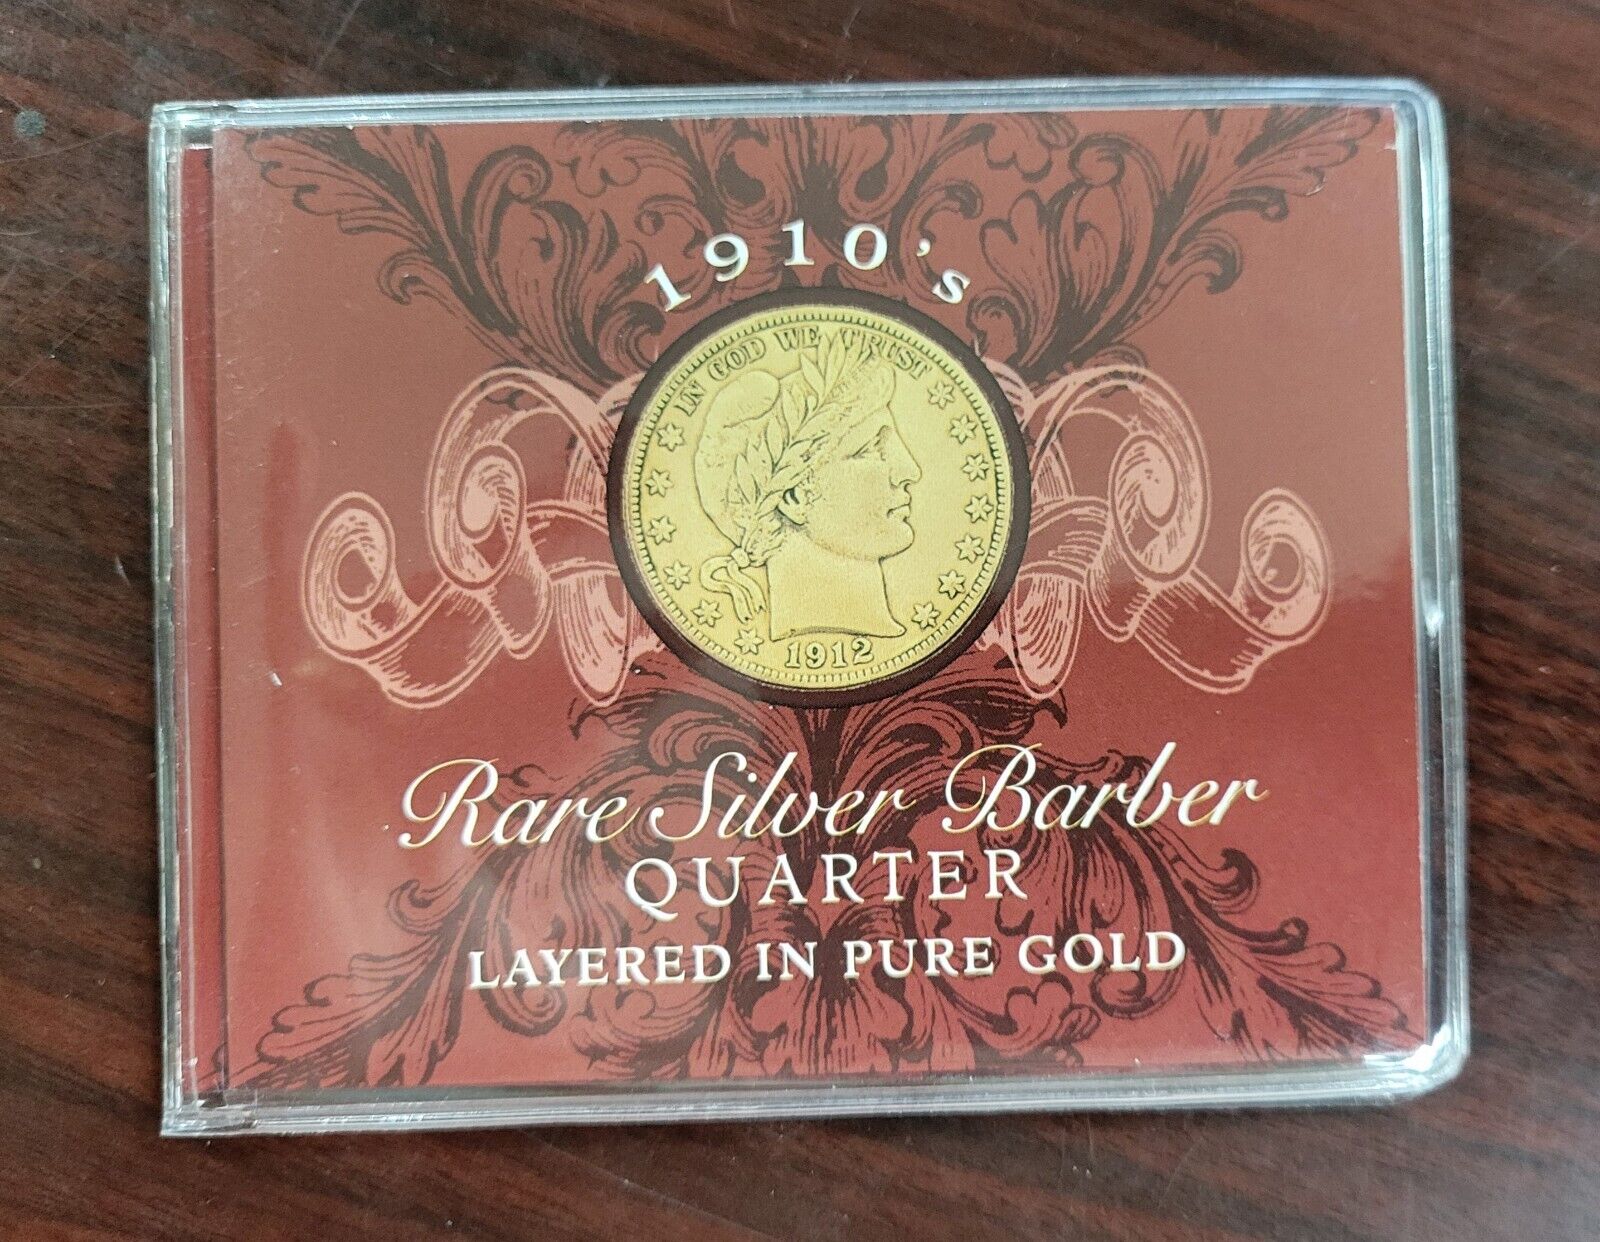 1910's
IN GOD WE TRUST
1912
Rare Silver Barber
QUARTER
LAYERED IN PURE GOLD